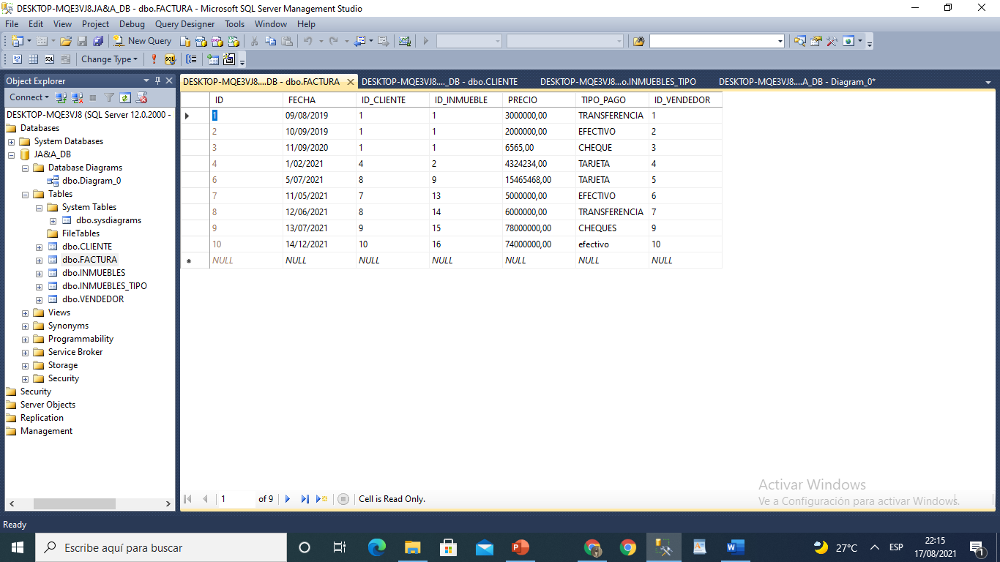 DESKTOP-MQE3VJ8.JA&A_DB - dbo.FACTURA - Microsoft SQL Server Management Studio
File Edit View Project Debug Query Designer Tools Window Help
New Query
Change Type
Object Explorer
Connect
DESKTOP-MQE3VJ8 (SQL Server 12.0.2000 -
Databases
System Databases
JA&A_DB
Database Diagrams
dbo.Diagram_0
Tables
System Tables
dbo.sysdiagrams
FileTables
dbo.CLIENTE
dbo.FACTURA
dbo.INMUEBLES
dbo.INMUEBLES_TIPO
dbo.VENDEDOR
Views
Synonyms
Programmability
Service Broker
Storage
Security
Security
Server Objects
Replication
Management
DESKTOP-MQE3VJ8....DB - dbo.FACTURA DESKTOP-MQE3VJ8...._DB - dbo.CLIENTE DESKTOP-MQE3VJ8...o.INMUEBLES_TIPO DESKTOP-MQE3VJ8....A_DB - Diagram_0*
ID FECHA ID_CLIENTE ID_INMUEBLE PRECIO TIPO_PAGO ID_VENDEDOR
1 09/08/2019 1 1 3000000,00 TRANSFERENCIA 1
2 10/09/2019 1 1 2000000,00 EFECTIVO 2
3 11/09/2020 1 1 6565,00 CHEQUE 3
4 1/02/2021 4 2 4324234,00 TARJETA 4
6 5/07/2021 8 9 15465468,00 TARJETA 5
7 11/05/2021 7 13 5000000,00 EFECTIVO 6
8 12/06/2021 8 14 6000000,00 TRANSFERENCIA 7
9 13/07/2021 9 15 78000000,00 CHEQUES 9
10 14/12/2021 10 16 74000000,00 efectivo 10
NULL NULL NULL NULL NULL NULL NULL
1 of 9 Cell is Read Only.
Activar Windows
Ve a Configuración para activar Windows.
Ready
Escribe aquí para buscar
27°C ESP 22:15
17/08/2021
1